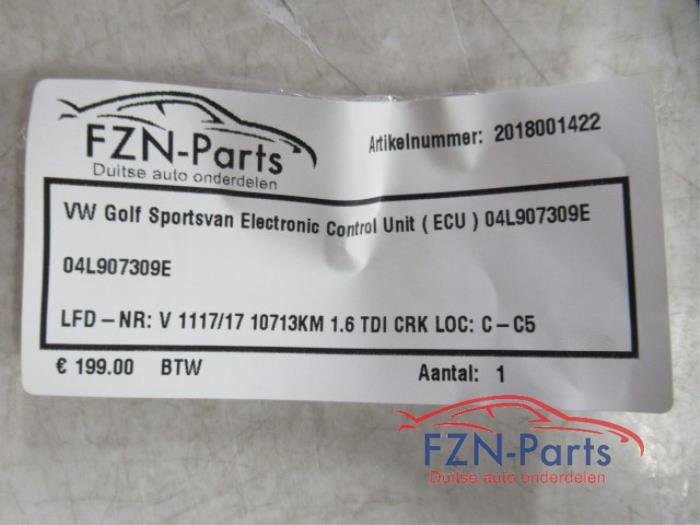 FZN-Parts
Duitse auto onderdelen
Artikelnummer: 2018001422
VW Golf Sportsvan Electronic Control Unit ( ECU ) 04L907309E
04L907309E
LFD-NR: V 1117/17 10713KM 1.6 TDI CRK LOC: C-C5
€ 199.00 BTW
Aantal: 1
FZN-Parts
Duitse auto onderdelen